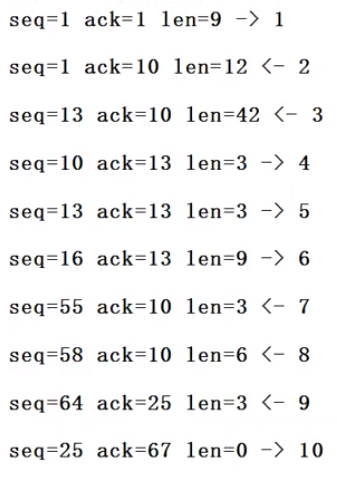 seq=1 ack=1 len=9 -> 1
seq=1 ack=10 len=12 <- 2
seq=13 ack=10 len=42 <- 3
seq=10 ack=13 len=3 -> 4
seq=13 ack=13 len=3 -> 5
seq=16 ack=13 len=9 -> 6
seq=55 ack=10 len=3 <- 7
seq=58 ack=10 len=6 <- 8
seq=64 ack=25 len=3 <- 9
seq=25 ack=67 len=0 -> 10